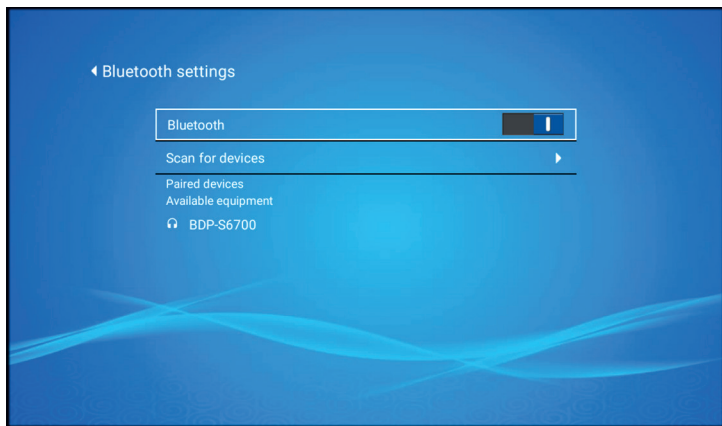 Bluetooth settings
Bluetooth
Scan for devices
Paired devices
Available equipment
BDP-S6700